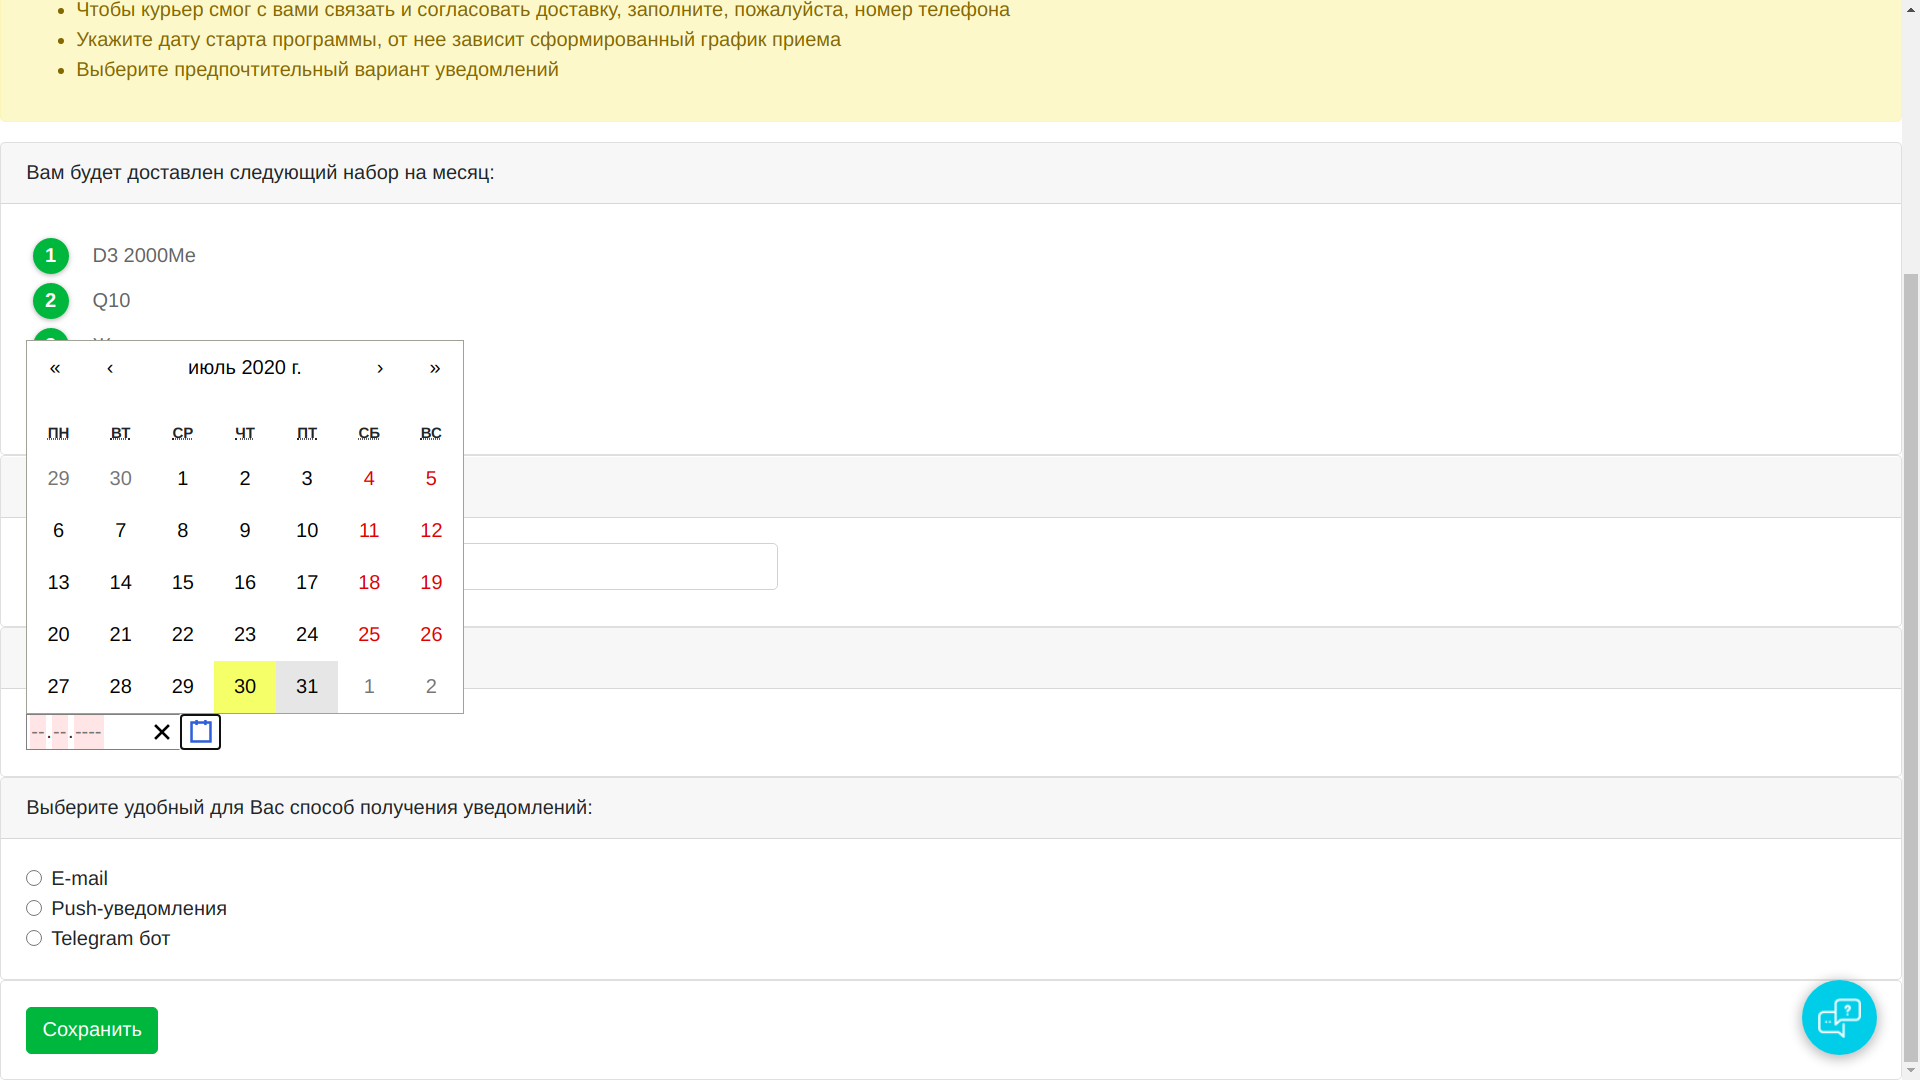 Чтобы курьер смог с вами связать и согласовать доставку, заполните, пожалуйста, номер телефона
Укажите дату старта программы, от нее зависит сформированный график приема
Выберите предпочтительный вариант уведомлений
Вам будет доставлен следующий набор на месяц:
1 D3 2000Ме
2 Q10
« ‹ июль 2020 г. › »
ПН ВТ СР ЧТ ПТ СБ ВС
29 30 1 2 3 4 5
6 7 8 9 10 11 12
13 14 15 16 17 18 19
20 21 22 23 24 25 26
27 28 29 30 31 1 2
--.--.----
Выберите удобный для Вас способ получения уведомлений:
E-mail
Push-уведомления
Telegram бот
Сохранить